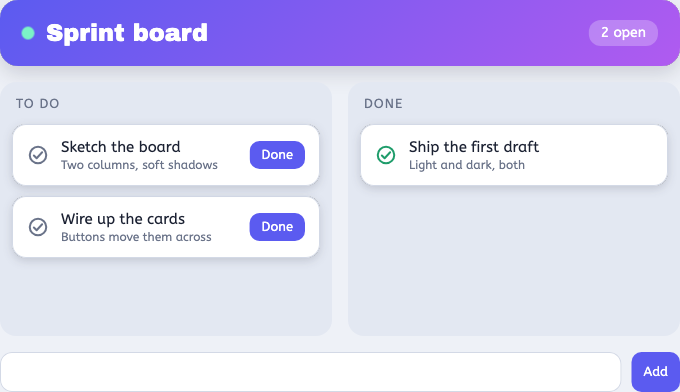 Sprint board
2 open
TO DO
Sketch the board
Two columns, soft shadows
Done
Wire up the cards
Buttons move them across
Done
DONE
Ship the first draft
Light and dark, both
Add